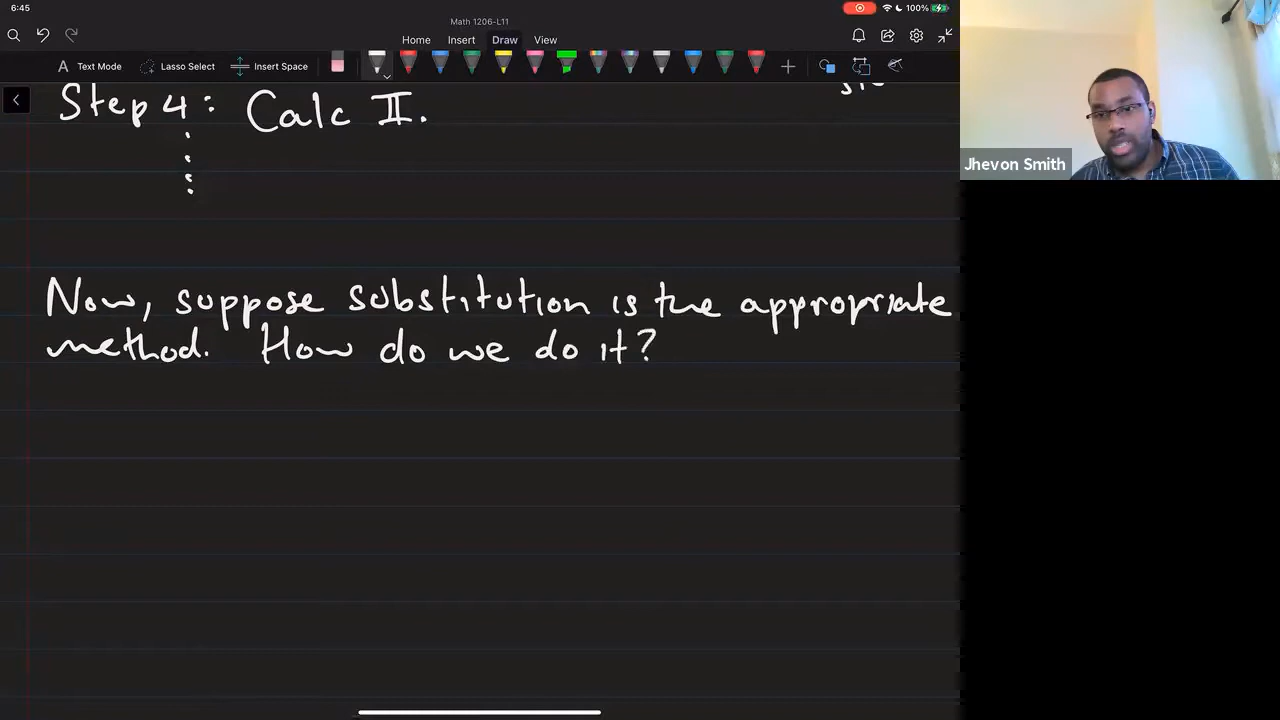 6:45
100%
Math 1206-L11
Home Insert Draw View
Text Mode Lasso Select Insert Space
Step 4: Calc II.
Now, suppose substitution is the appropriate
method. How do we do it?
Jhevon Smith